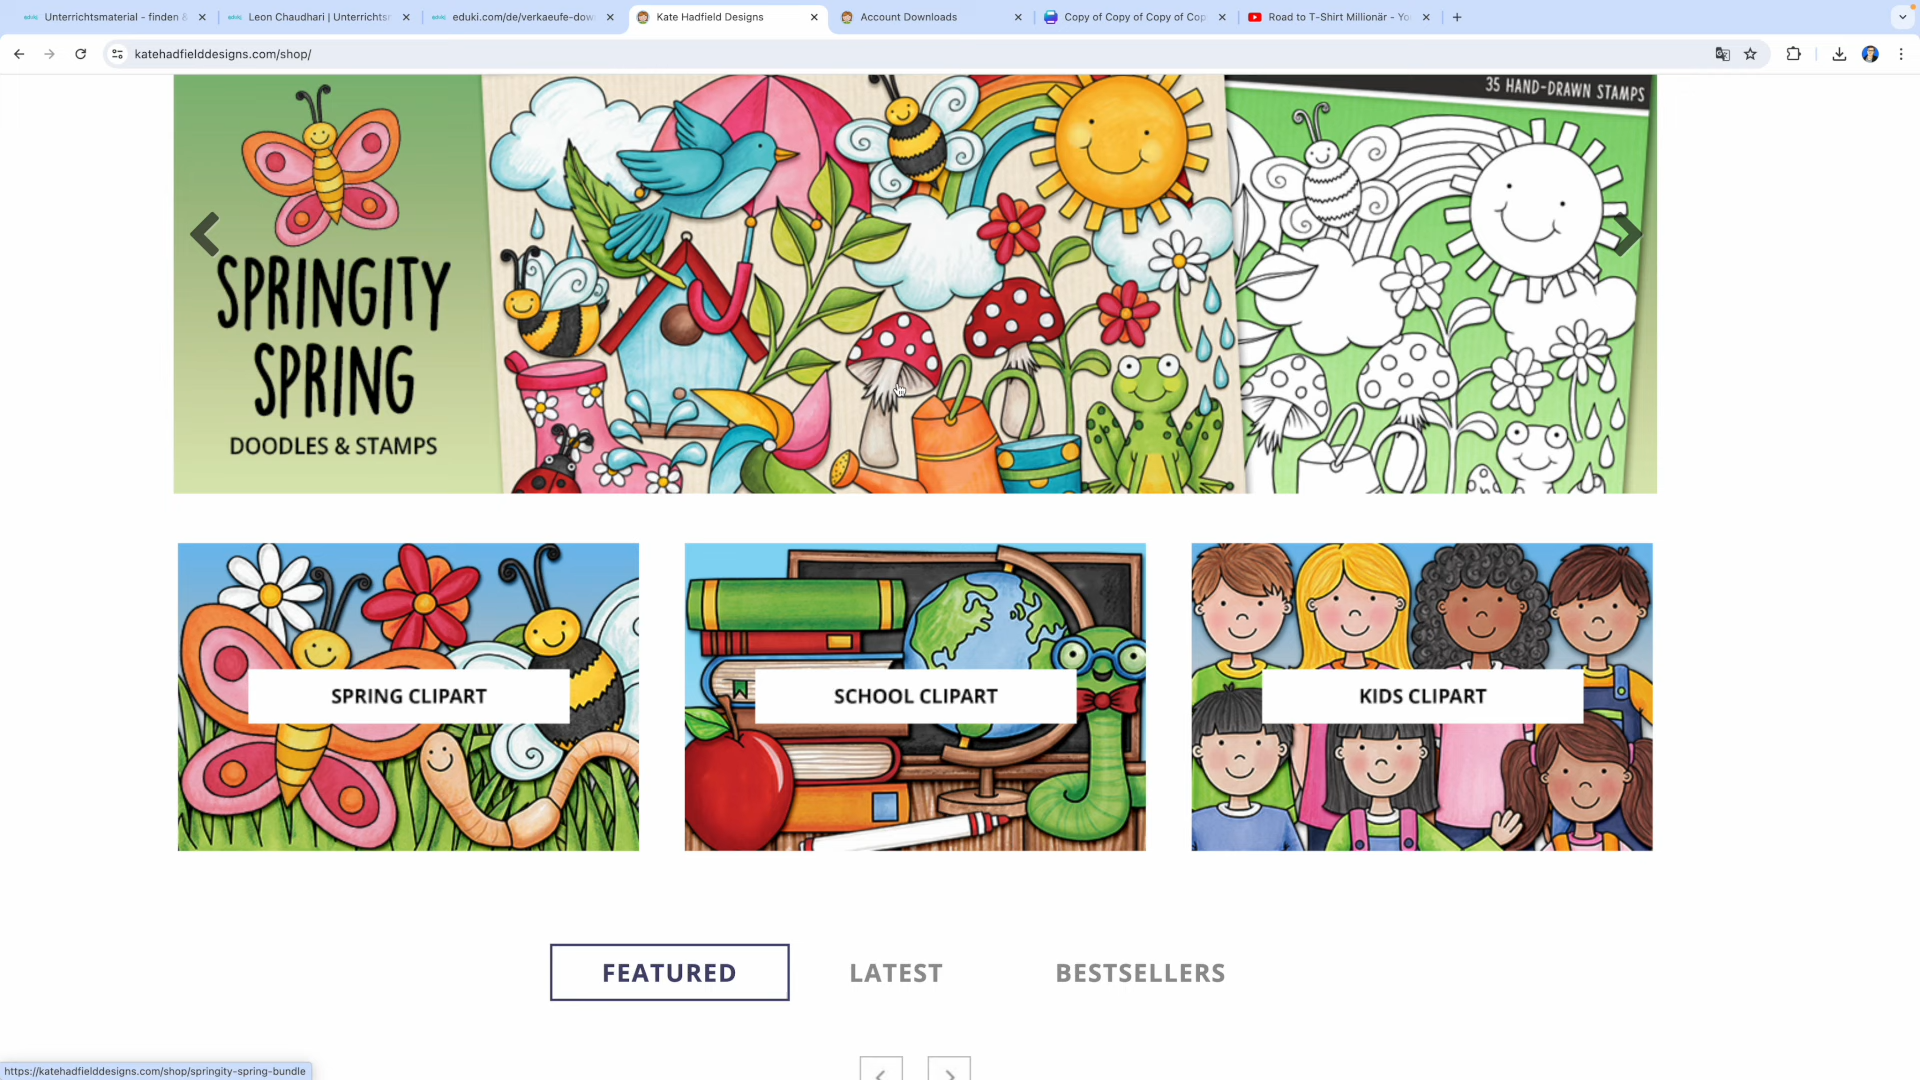 Unterrichtsmaterial - finden &
Leon Chaudhari | Unterrichtsr
eduki.com/de/verkaeufe-dow
Kate Hadfield Designs
Account Downloads
Copy of Copy of Copy of Cop
Road to T-Shirt Millionär - Yo
katehadfielddesigns.com/shop/
35 HAND-DRAWN STAMPS
SPRINGITY
SPRING
DOODLES & STAMPS
SPRING CLIPART
SCHOOL CLIPART
KIDS CLIPART
FEATURED
LATEST
BESTSELLERS
https://katehadfielddesigns.com/shop/springity-spring-bundle